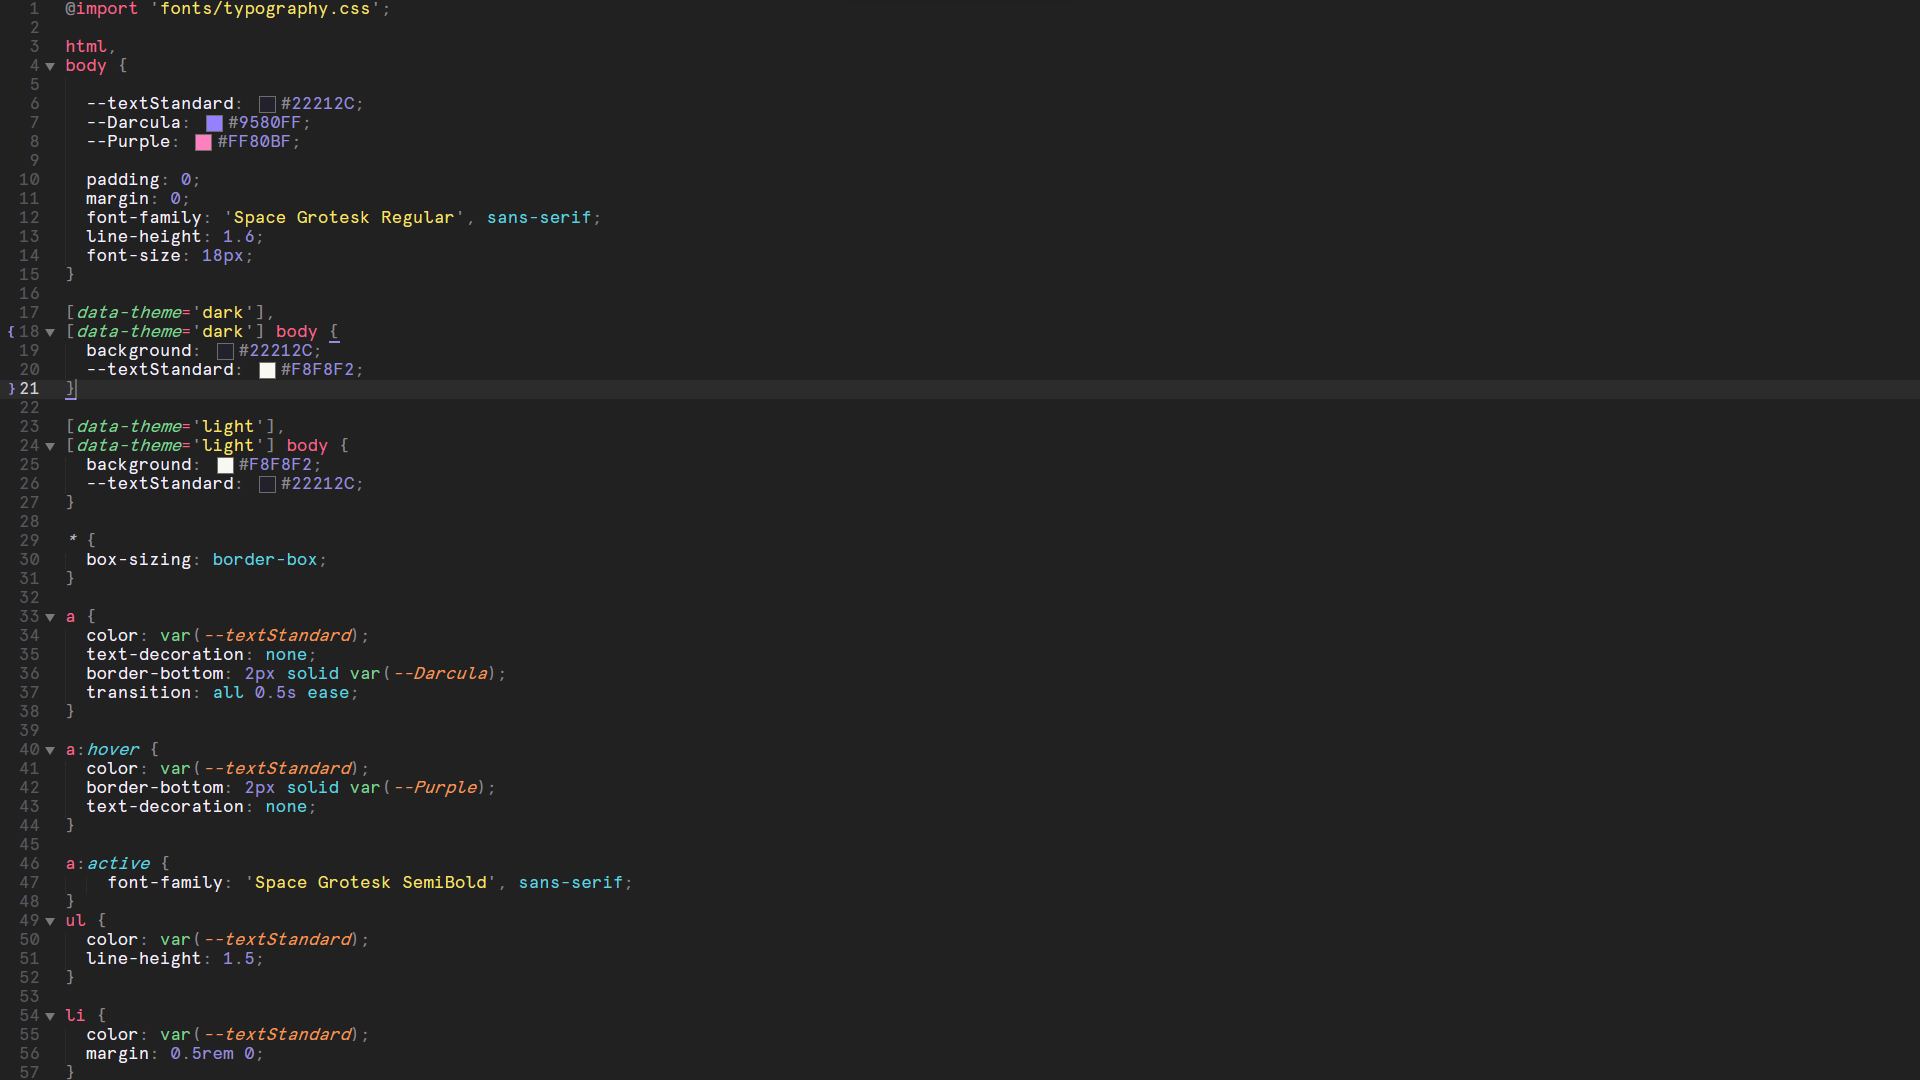 1 @import 'fonts/typography.css';
2
3 html,
4 body {
5
6 --textStandard: #22212C;
7 --Darcula: #9580FF;
8 --Purple: #FF80BF;
9
10 padding: 0;
11 margin: 0;
12 font-family: 'Space Grotesk Regular', sans-serif;
13 line-height: 1.6;
14 font-size: 18px;
15 }
16
17 [data-theme='dark'],
{ 18 [data-theme='dark'] body {
19 background: #22212C;
20 --textStandard: #F8F8F2;
} 21 }
22
23 [data-theme='light'],
24 [data-theme='light'] body {
25 background: #F8F8F2;
26 --textStandard: #22212C;
27 }
28
29 * {
30 box-sizing: border-box;
31 }
32
33 a {
34 color: var(--textStandard);
35 text-decoration: none;
36 border-bottom: 2px solid var(--Darcula);
37 transition: all 0.5s ease;
38 }
39
40 a:hover {
41 color: var(--textStandard);
42 border-bottom: 2px solid var(--Purple);
43 text-decoration: none;
44 }
45
46 a:active {
47 font-family: 'Space Grotesk SemiBold', sans-serif;
48 }
49 ul {
50 color: var(--textStandard);
51 line-height: 1.5;
52 }
53
54 li {
55 color: var(--textStandard);
56 margin: 0.5rem 0;
57 }